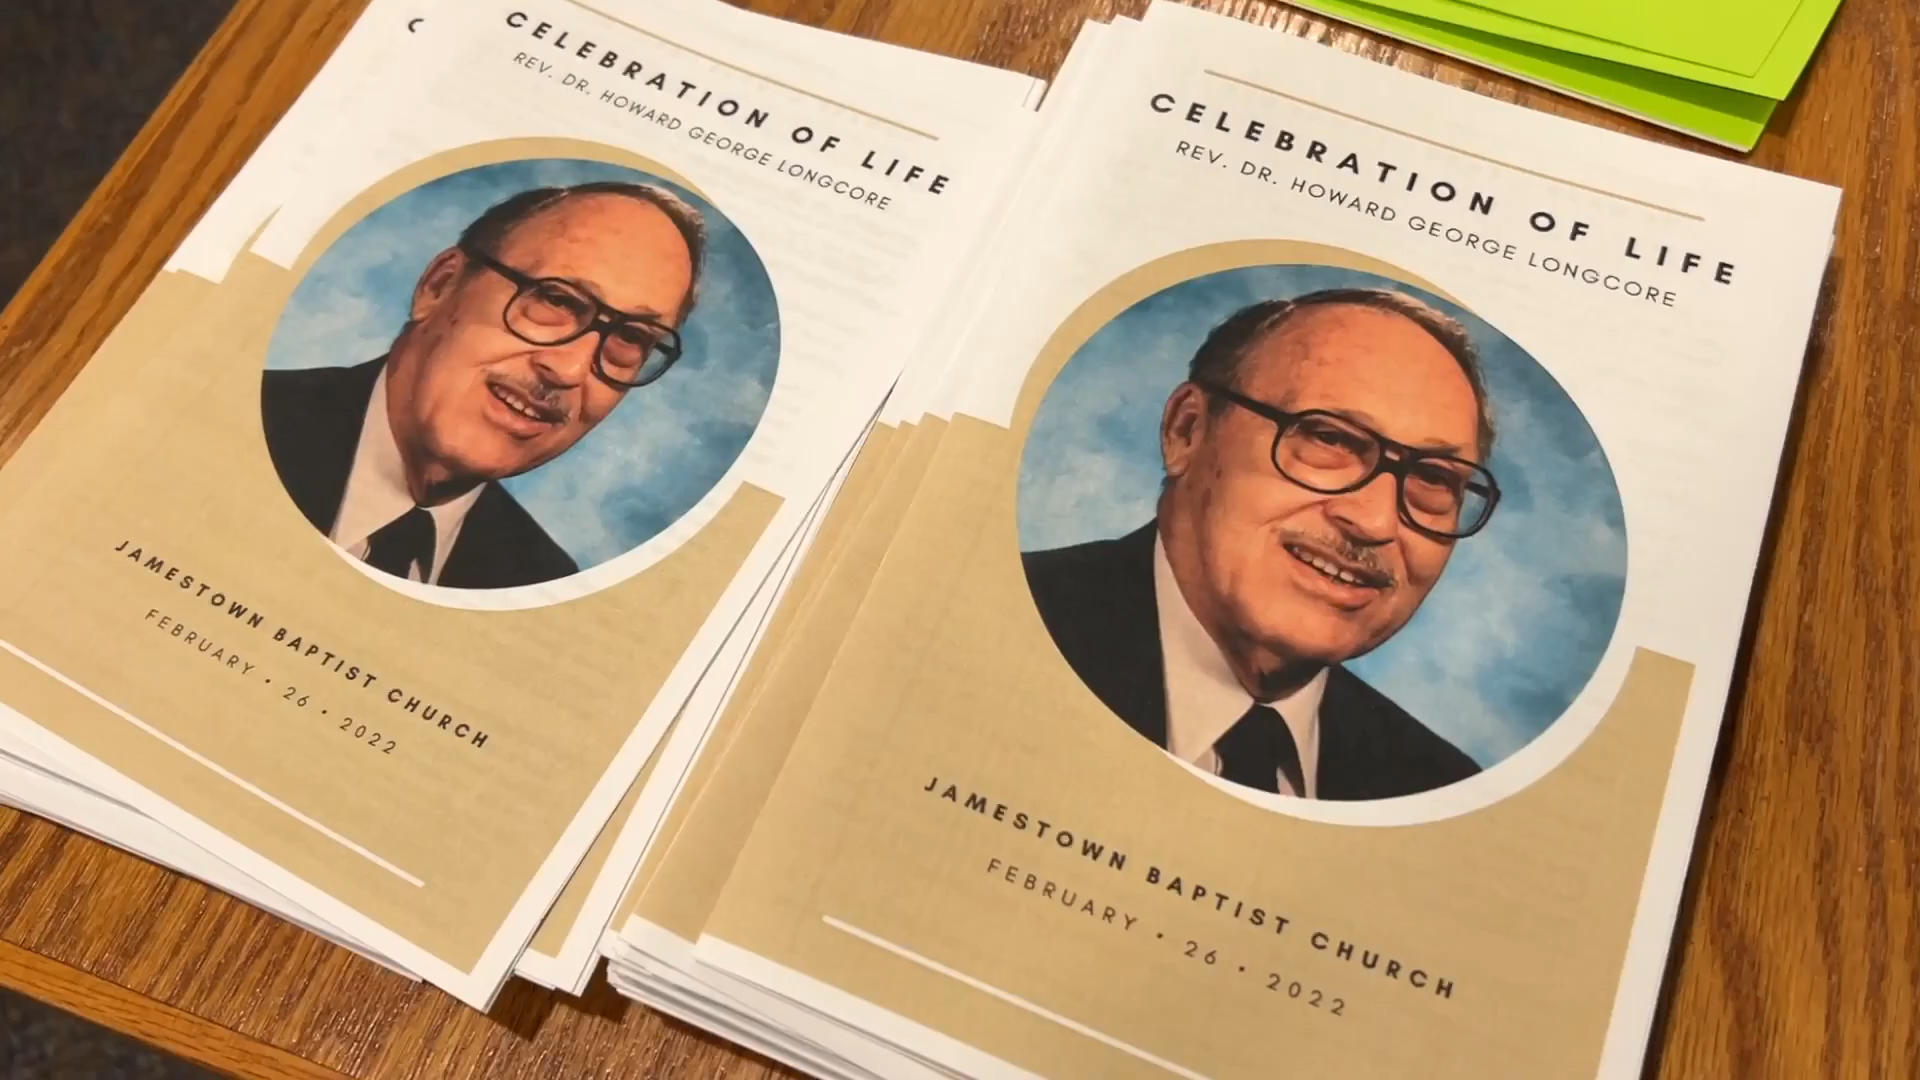 CELEBRATION OF LIFE
REV. DR. HOWARD GEORGE LONGCORE
JAMESTOWN BAPTIST CHURCH
FEBRUARY • 26 • 2022
CELEBRATION OF LIFE
REV. DR. HOWARD GEORGE LONGCORE
JAMESTOWN BAPTIST CHURCH
FEBRUARY • 26 • 2022